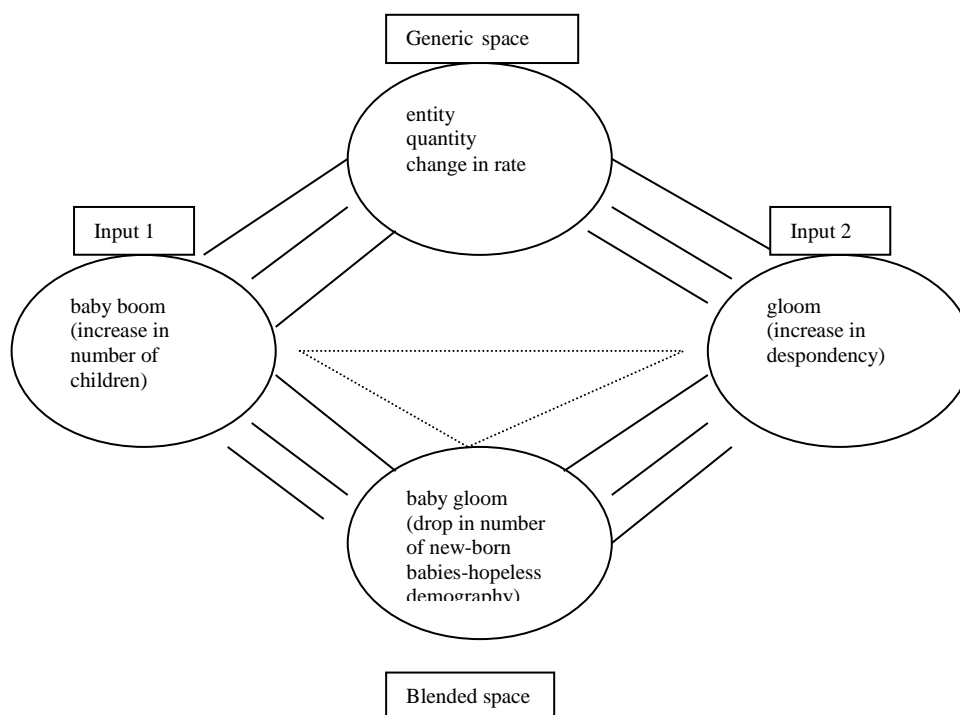 Generic space
entity
quantity
change in rate
Input 1
Input 2
baby boom
(increase in
number of
children)
gloom
(increase in
despondency)
baby gloom
(drop in number
of new-born
babies-hopeless
demography)
Blended space